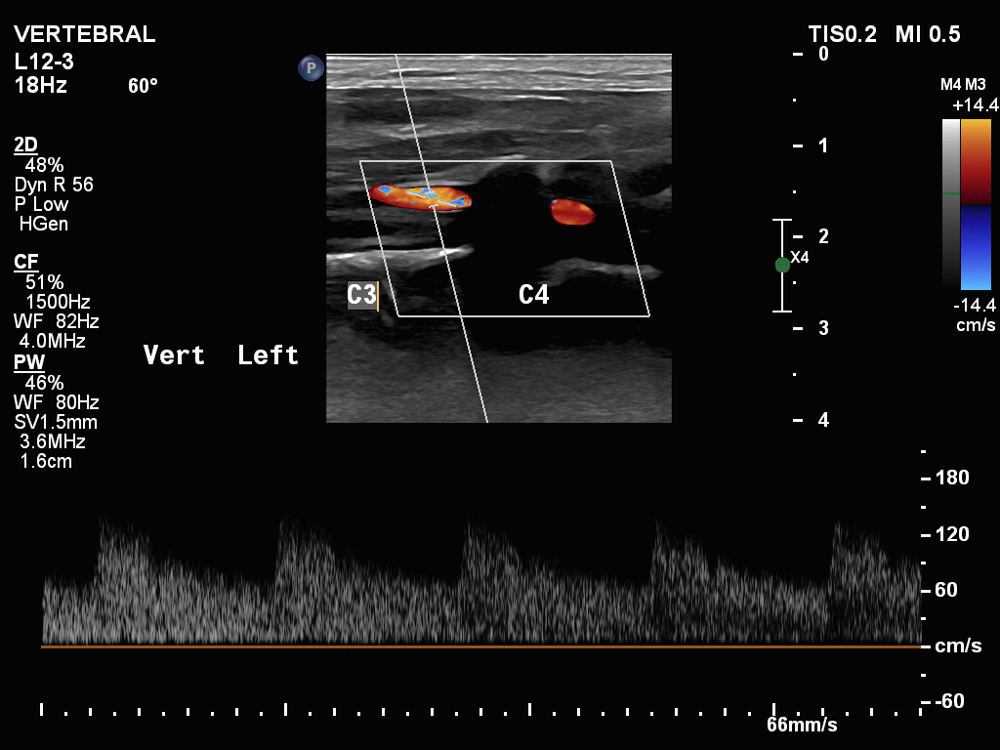 VERTEBRAL
TIS0.2 MI 0.5
L12-3
18Hz 60°
P
0
M4 M3
+14.4
2D
48%
Dyn R 56
P Low
HGen
1
2
X4
CF
51%
1500Hz
WF 82Hz
4.0MHz
C3 C4
-14.4
cm/s
3
Vert Left
PW
46%
WF 80Hz
SV1.5mm
3.6MHz
1.6cm
4
180
120
60
cm/s
-60
66mm/s